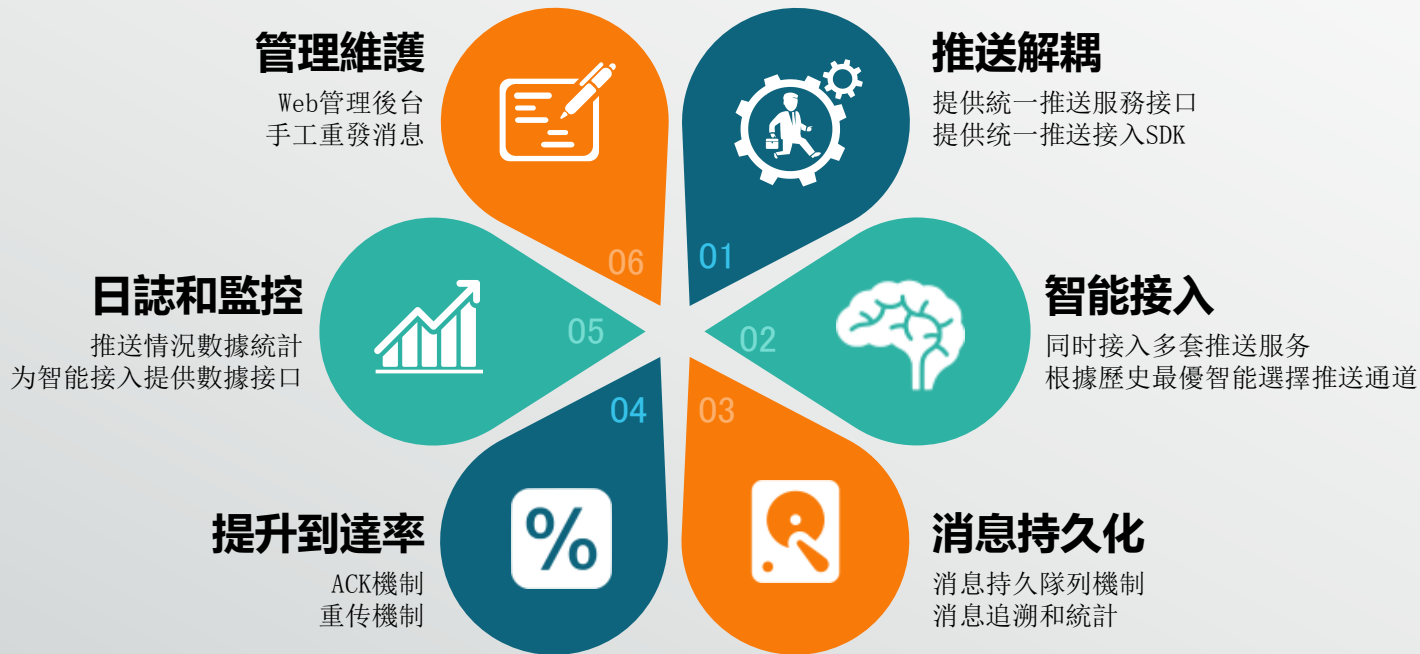 01
推送解耦
提供統一推送服務接口
提供统一推送接入SDK
02
智能接入
同时接入多套推送服务
根據歷史最優智能選擇推送通道
03
消息持久化
消息持久隊列機制
消息追溯和統計
04
提升到達率
ACK機制
重传機制
%
05
日誌和監控
推送情況數據統計
为智能接入提供數據接口
06
管理維護
Web管理後台
手工重發消息